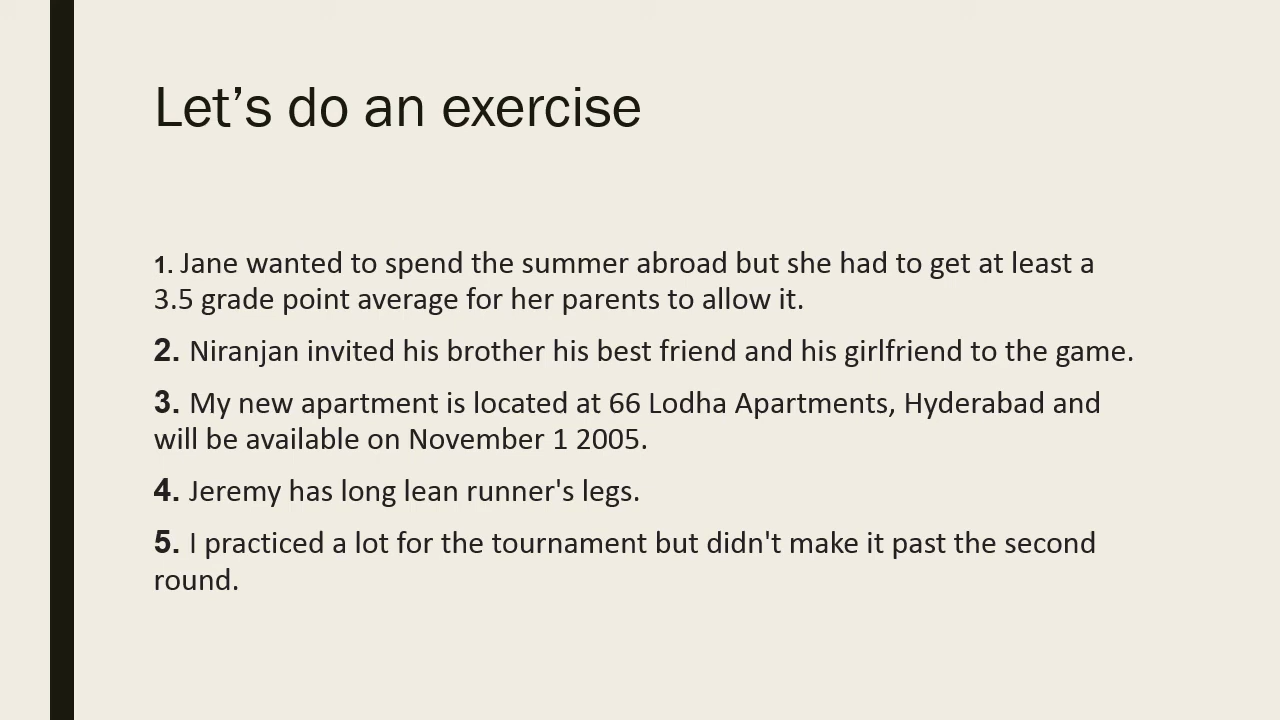 Let’s do an exercise
1. Jane wanted to spend the summer abroad but she had to get at least a
3.5 grade point average for her parents to allow it.
2. Niranjan invited his brother his best friend and his girlfriend to the game.
3. My new apartment is located at 66 Lodha Apartments, Hyderabad and
will be available on November 1 2005.
4. Jeremy has long lean runner's legs.
5. I practiced a lot for the tournament but didn't make it past the second
round.